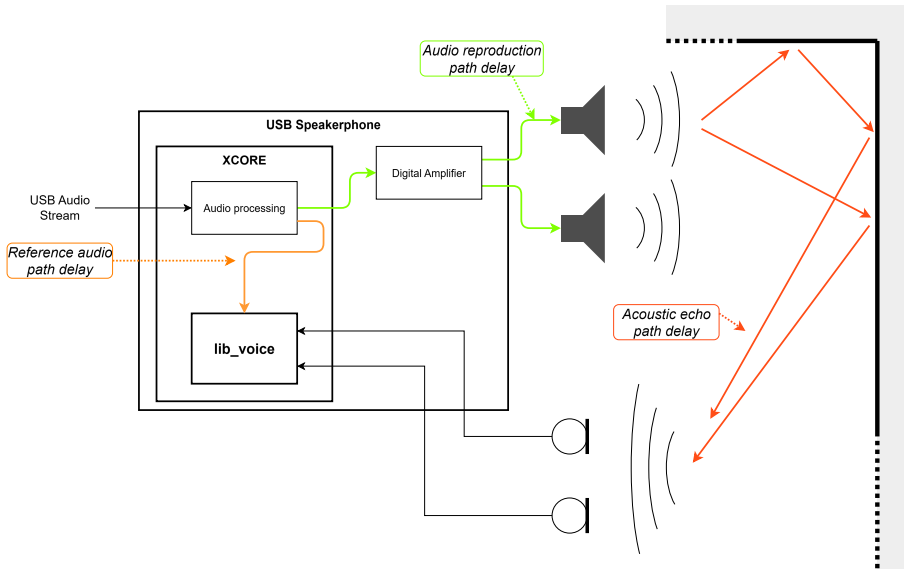 Audio reproduction
path delay
USB Speakerphone
XCORE
Digital Amplifier
USB Audio
Stream
Audio processing
Reference audio
path delay
Acoustic echo
path delay
lib_voice